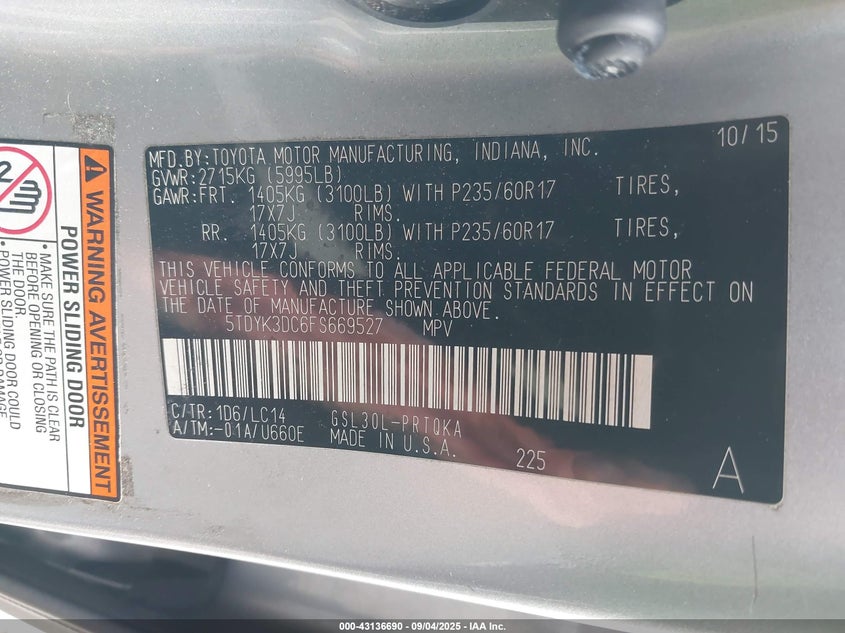 10/15
MFD.BY:TOYOTA MOTOR MANUFACTURING, INDIANA, INC.
GVWR:2715KG (5995LB)
GAWR:FRT. 1405KG (3100LB) WITH P235/60R17 TIRES,
17X7J RIMS.
RR. 1405KG (3100LB) WITH P235/60R17 TIRES,
17X7J RIMS.
THIS VEHICLE CONFORMS TO ALL APPLICABLE FEDERAL MOTOR
VEHICLE SAFETY AND THEFT PREVENTION STANDARDS IN EFFECT ON
THE DATE OF MANUFACTURE SHOWN ABOVE.
5TDYK3DC6FS669527 MPV
C/TR:1D6/LC14 GSL30L-PRTQKA
A/TM:-01A/U660E MADE IN U.S.A.
225
A
WARNING AVERTISSEMENT
POWER SLIDING DOOR
• MAKE SURE THE PATH IS CLEAR
BEFORE OPENING OR CLOSING
THE DOOR.
• POWER SLIDING DOOR COULD
000-43136690 - 09/04/2025 - IAA Inc.